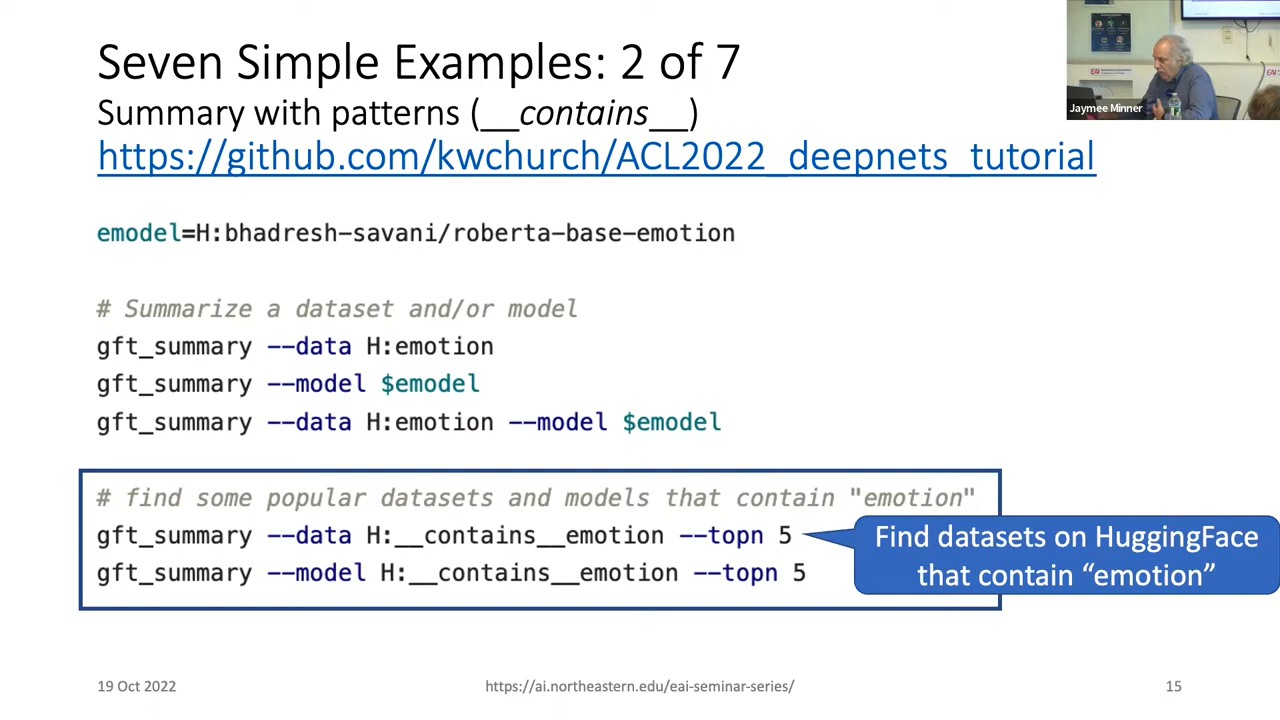 Seven Simple Examples: 2 of 7
Summary with patterns (__contains__)
https://github.com/kwchurch/ACL2022_deepnets_tutorial
Jaymee Minner
EAI
EAI S
emodel=H:bhadresh-savani/roberta-base-emotion
# Summarize a dataset and/or model
gft_summary --data H:emotion
gft_summary --model $emodel
gft_summary --data H:emotion --model $emodel
# find some popular datasets and models that contain "emotion"
gft_summary --data H:__contains__emotion --topn 5
gft_summary --model H:__contains__emotion --topn 5
Find datasets on HuggingFace
that contain “emotion”
19 Oct 2022
https://ai.northeastern.edu/eai-seminar-series/
15